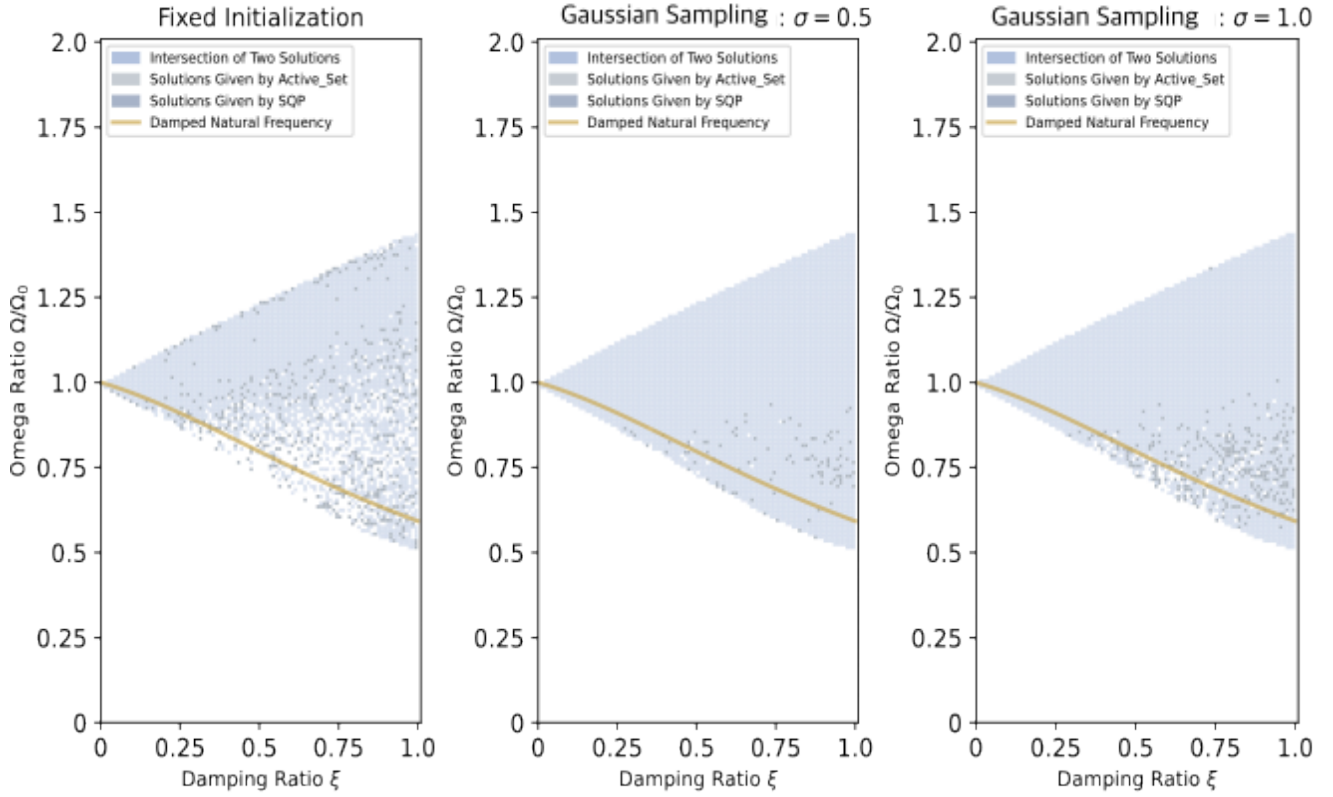 Fixed Initialization
2.0
1.75
1.5
1.25
1.0
0.75
0.5
0.25
0
Omega Ratio Ω/Ω₀
Intersection of Two Solutions
Solutions Given by Active_Set
Solutions Given by SQP
Damped Natural Frequency
0 0.25 0.5 0.75 1.0
Damping Ratio ξ
Gaussian Sampling : σ = 0.5
2.0
1.75
1.5
1.25
1.0
0.75
0.5
0.25
0
Omega Ratio Ω/Ω₀
Intersection of Two Solutions
Solutions Given by Active_Set
Solutions Given by SQP
Damped Natural Frequency
0 0.25 0.5 0.75 1.0
Damping Ratio ξ
Gaussian Sampling : σ = 1.0
2.0
1.75
1.5
1.25
1.0
0.75
0.5
0.25
0
Omega Ratio Ω/Ω₀
Intersection of Two Solutions
Solutions Given by Active_Set
Solutions Given by SQP
Damped Natural Frequency
0 0.25 0.5 0.75 1.0
Damping Ratio ξ